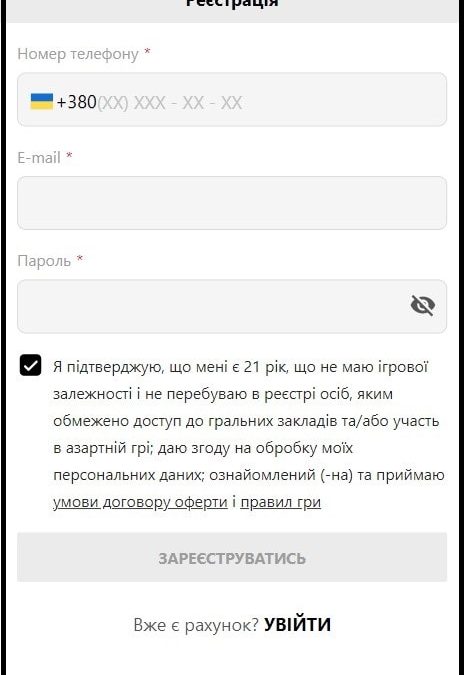 Реєстрація
Номер телефону *
+380(XX) XXX - XX - XX
E-mail *
Пароль *
Я підтверджую, що мені є 21 рік, що не маю ігрової
залежності і не перебуваю в реєстрі осіб, яким
обмежено доступ до гральних закладів та/або участь
в азартній грі; даю згоду на обробку моїх
персональних даних; ознайомлений (-на) та приймаю
умови договору оферти і правил гри
ЗАРЕЄСТРУВАТИСЬ
Вже є рахунок? УВІЙТИ